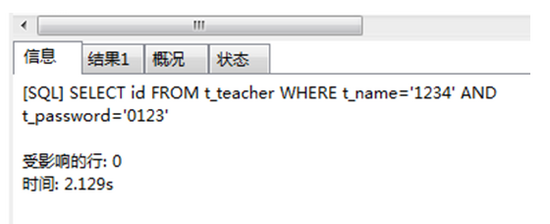 信息 结果1 概况 状态
[SQL] SELECT id FROM t_teacher WHERE t_name='1234' AND
t_password='0123'
受影响的行: 0
时间: 2.129s